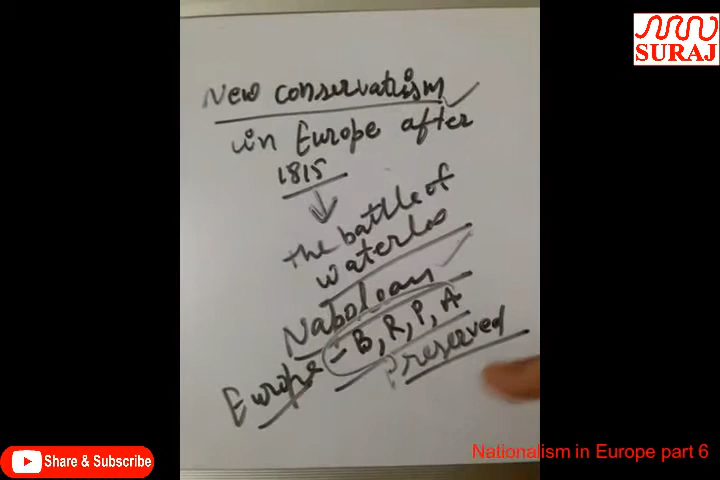 SURAJ
New conservatism
in Europe after
1815
the battle of
waterloo
Napoloan
Europe - B, R, P, A
Preserved
Share & Subscribe
Nationalism in Europe part 6